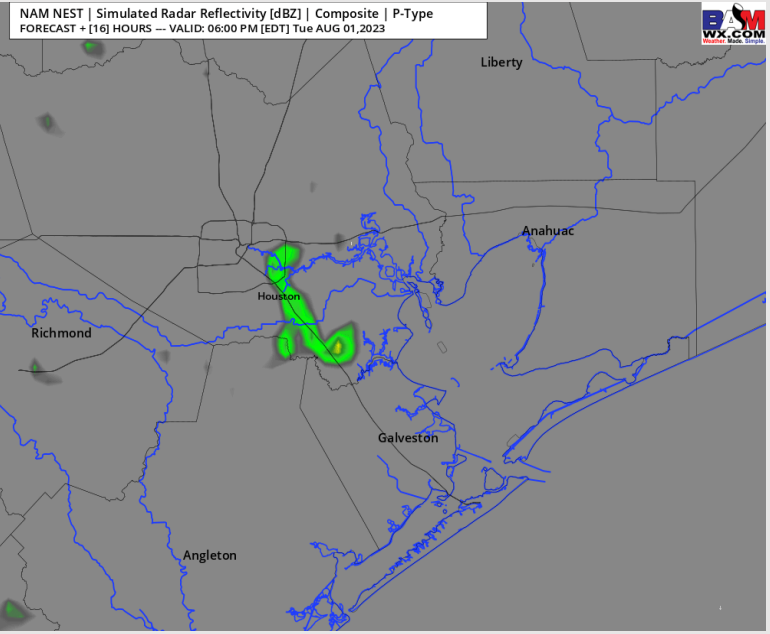 NAM NEST | Simulated Radar Reflectivity [dBZ] | Composite | P-Type
FORECAST + [16] HOURS --- VALID: 06:00 PM [EDT] Tue AUG 01,2023
BAM
WX.COM
Weather. Made. Simple.
Liberty
Anahuac
Houston
Richmond
Galveston
Angleton